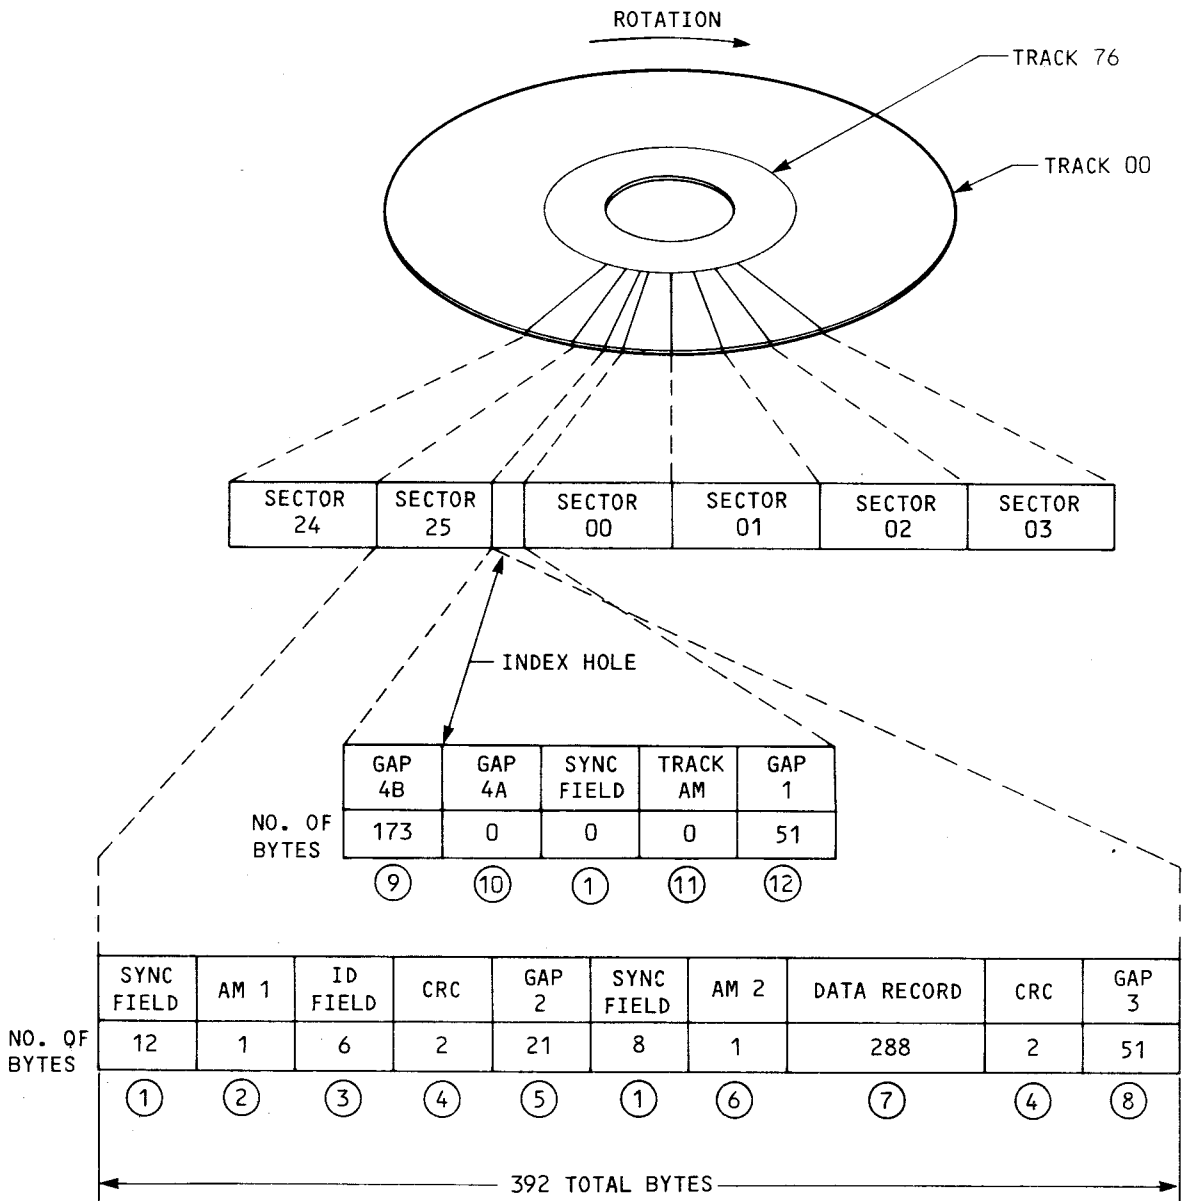 ROTATION
TRACK 76
TRACK 00
SECTOR 24
SECTOR 25
SECTOR 00
SECTOR 01
SECTOR 02
SECTOR 03
INDEX HOLE
GAP 4B
GAP 4A
SYNC FIELD
TRACK AM
GAP 1
NO. OF BYTES
173
0
0
0
51
9
10
1
11
12
SYNC FIELD
AM 1
ID FIELD
CRC
GAP 2
SYNC FIELD
AM 2
DATA RECORD
CRC
GAP 3
NO. OF BYTES
12
1
6
2
21
8
1
288
2
51
1
2
3
4
5
1
6
7
4
8
392 TOTAL BYTES